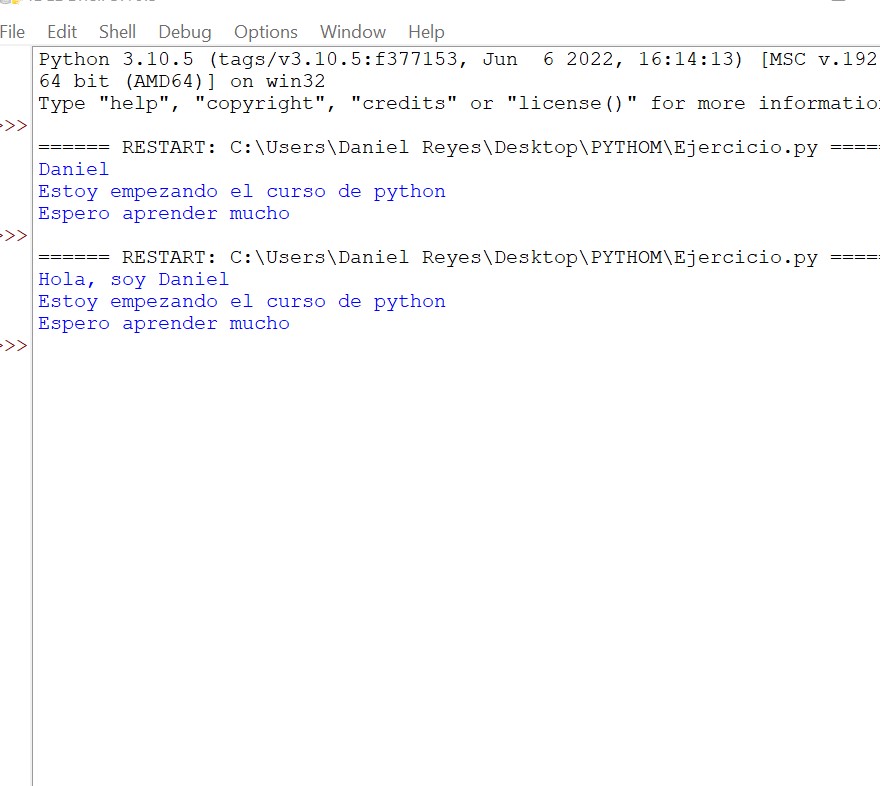 File Edit Shell Debug Options Window Help
Python 3.10.5 (tags/v3.10.5:f377153, Jun  6 2022, 16:14:13) [MSC v.192
64 bit (AMD64)] on win32
Type "help", "copyright", "credits" or "license()" for more informatio
>>>
====== RESTART: C:\Users\Daniel Reyes\Desktop\PYTHOM\Ejercicio.py =====
Daniel
Estoy empezando el curso de python
Espero aprender mucho
>>>
====== RESTART: C:\Users\Daniel Reyes\Desktop\PYTHOM\Ejercicio.py =====
Hola, soy Daniel
Estoy empezando el curso de python
Espero aprender mucho
>>>